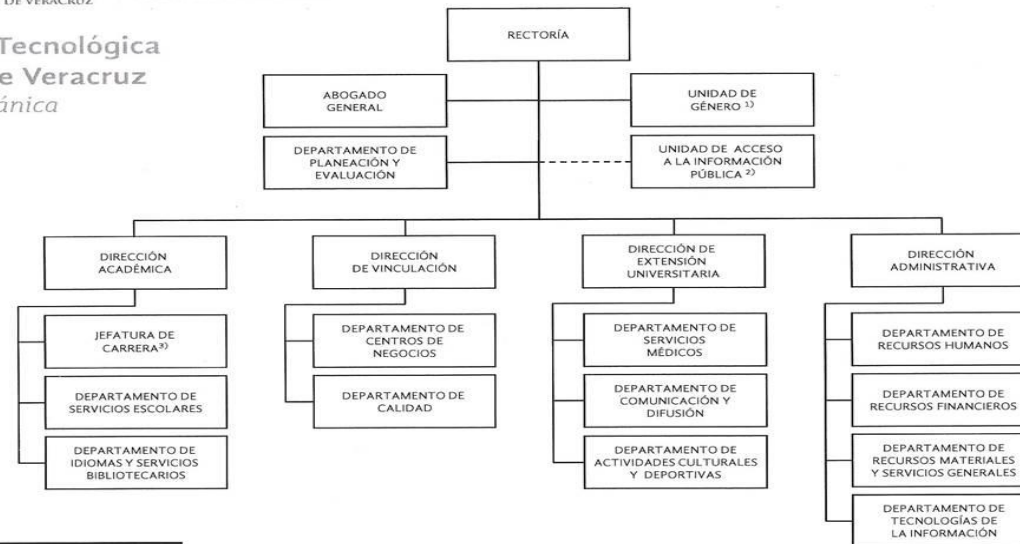 DE VERACRUZ
Tecnológica
e Veracruz
ánica
RECTORÍA
ABOGADO
GENERAL
UNIDAD DE
GÉNERO 1)
DEPARTAMENTO DE
PLANEACIÓN Y
EVALUACIÓN
UNIDAD DE ACCESO
A LA INFORMACIÓN
PÚBLICA 2)
DIRECCIÓN
ACADÉMICA
JEFATURA DE
CARRERA3)
DEPARTAMENTO DE
SERVICIOS ESCOLARES
DEPARTAMENTO DE
IDIOMAS Y SERVICIOS
BIBLIOTECARIOS
DIRECCIÓN
DE VINCULACIÓN
DEPARTAMENTO DE
CENTROS DE
NEGOCIOS
DEPARTAMENTO DE
CALIDAD
DIRECCIÓN DE
EXTENSIÓN
UNIVERSITARIA
DEPARTAMENTO DE
SERVICIOS
MÉDICOS
DEPARTAMENTO DE
COMUNICACIÓN Y
DIFUSIÓN
DEPARTAMENTO DE
ACTIVIDADES CULTURALES
Y DEPORTIVAS
DIRECCIÓN
ADMINISTRATIVA
DEPARTAMENTO DE
RECURSOS HUMANOS
DEPARTAMENTO DE
RECURSOS FINANCIEROS
DEPARTAMENTO DE
RECURSOS MATERIALES
Y SERVICIOS GENERALES
DEPARTAMENTO DE
TECNOLOGÍAS DE
LA INFORMACIÓN